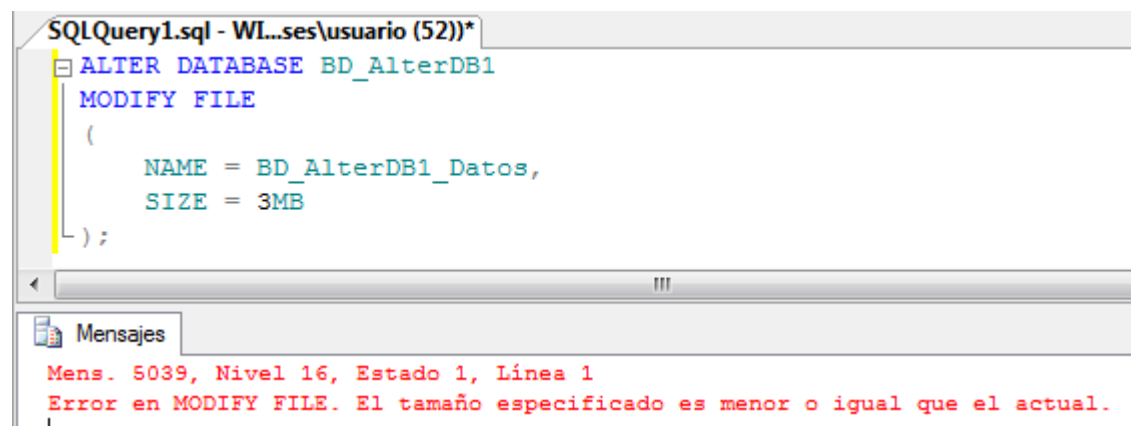 SQLQuery1.sql - WI...ses\usuario (52))*
ALTER DATABASE BD_AlterDB1
MODIFY FILE
(
NAME = BD_AlterDB1_Datos,
SIZE = 3MB
);
Mensajes
Mens. 5039, Nivel 16, Estado 1, Línea 1
Error en MODIFY FILE. El tamaño especificado es menor o igual que el actual.